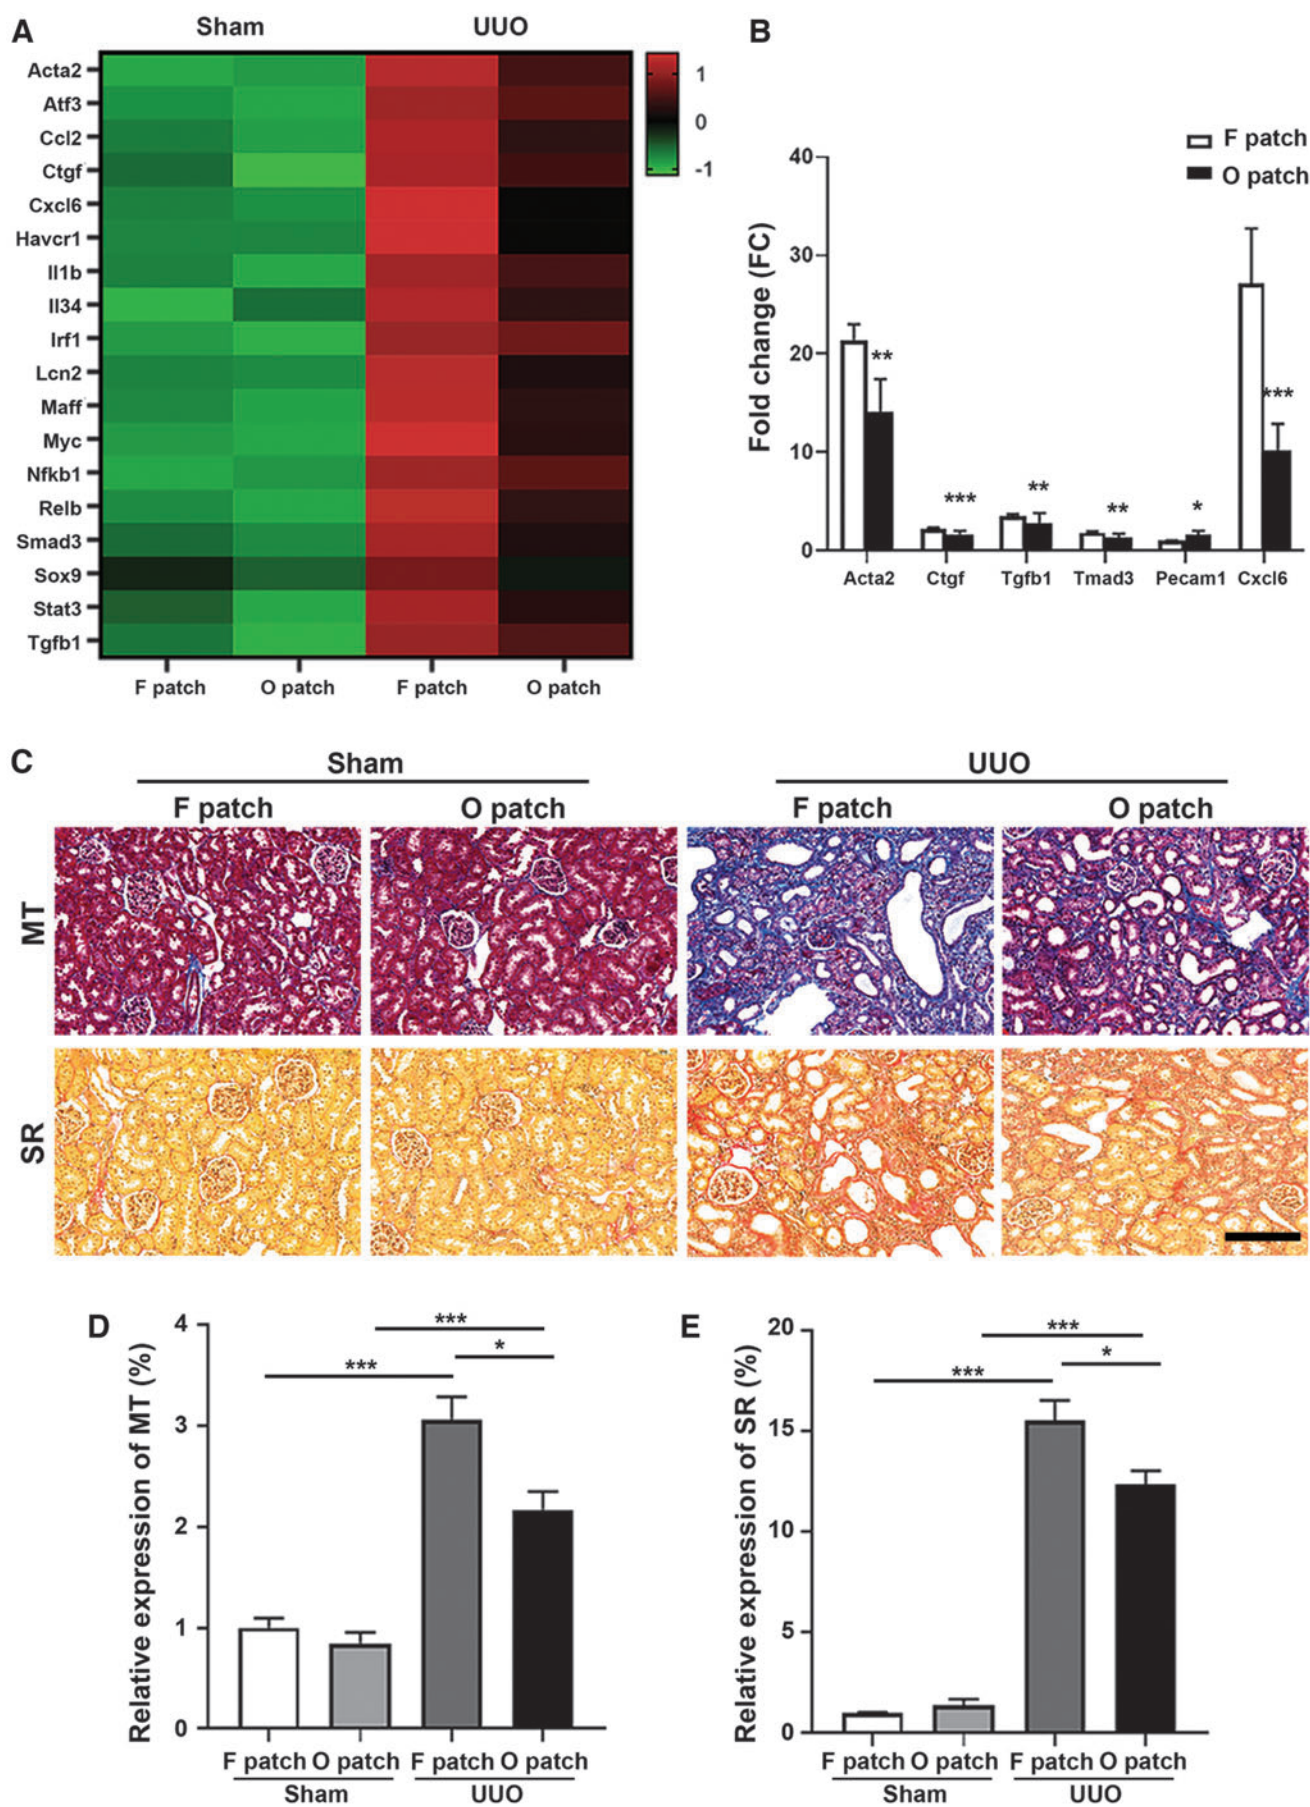 A
Sham UUO
Acta2
Atf3
Ccl2
Ctgf
Cxcl6
Havcr1
Il1b
Il34
Irf1
Lcn2
Maff
Myc
Nfkb1
Relb
Smad3
Sox9
Stat3
Tgfb1
F patch O patch F patch O patch
1
0
-1
B
F patch
O patch
Fold change (FC)
40
30
20
10
0
** *** ** ** * ***
Acta2 Ctgf Tgfb1 Tmad3 Pecam1 Cxcl6
C
Sham UUO
F patch O patch F patch O patch
MT
SR
D
Relative expression of MT (%)
4
3
2
1
0
***
*
***
F patch O patch F patch O patch
Sham UUO
E
Relative expression of SR (%)
20
15
10
5
0
***
*
***
F patch O patch F patch O patch
Sham UUO